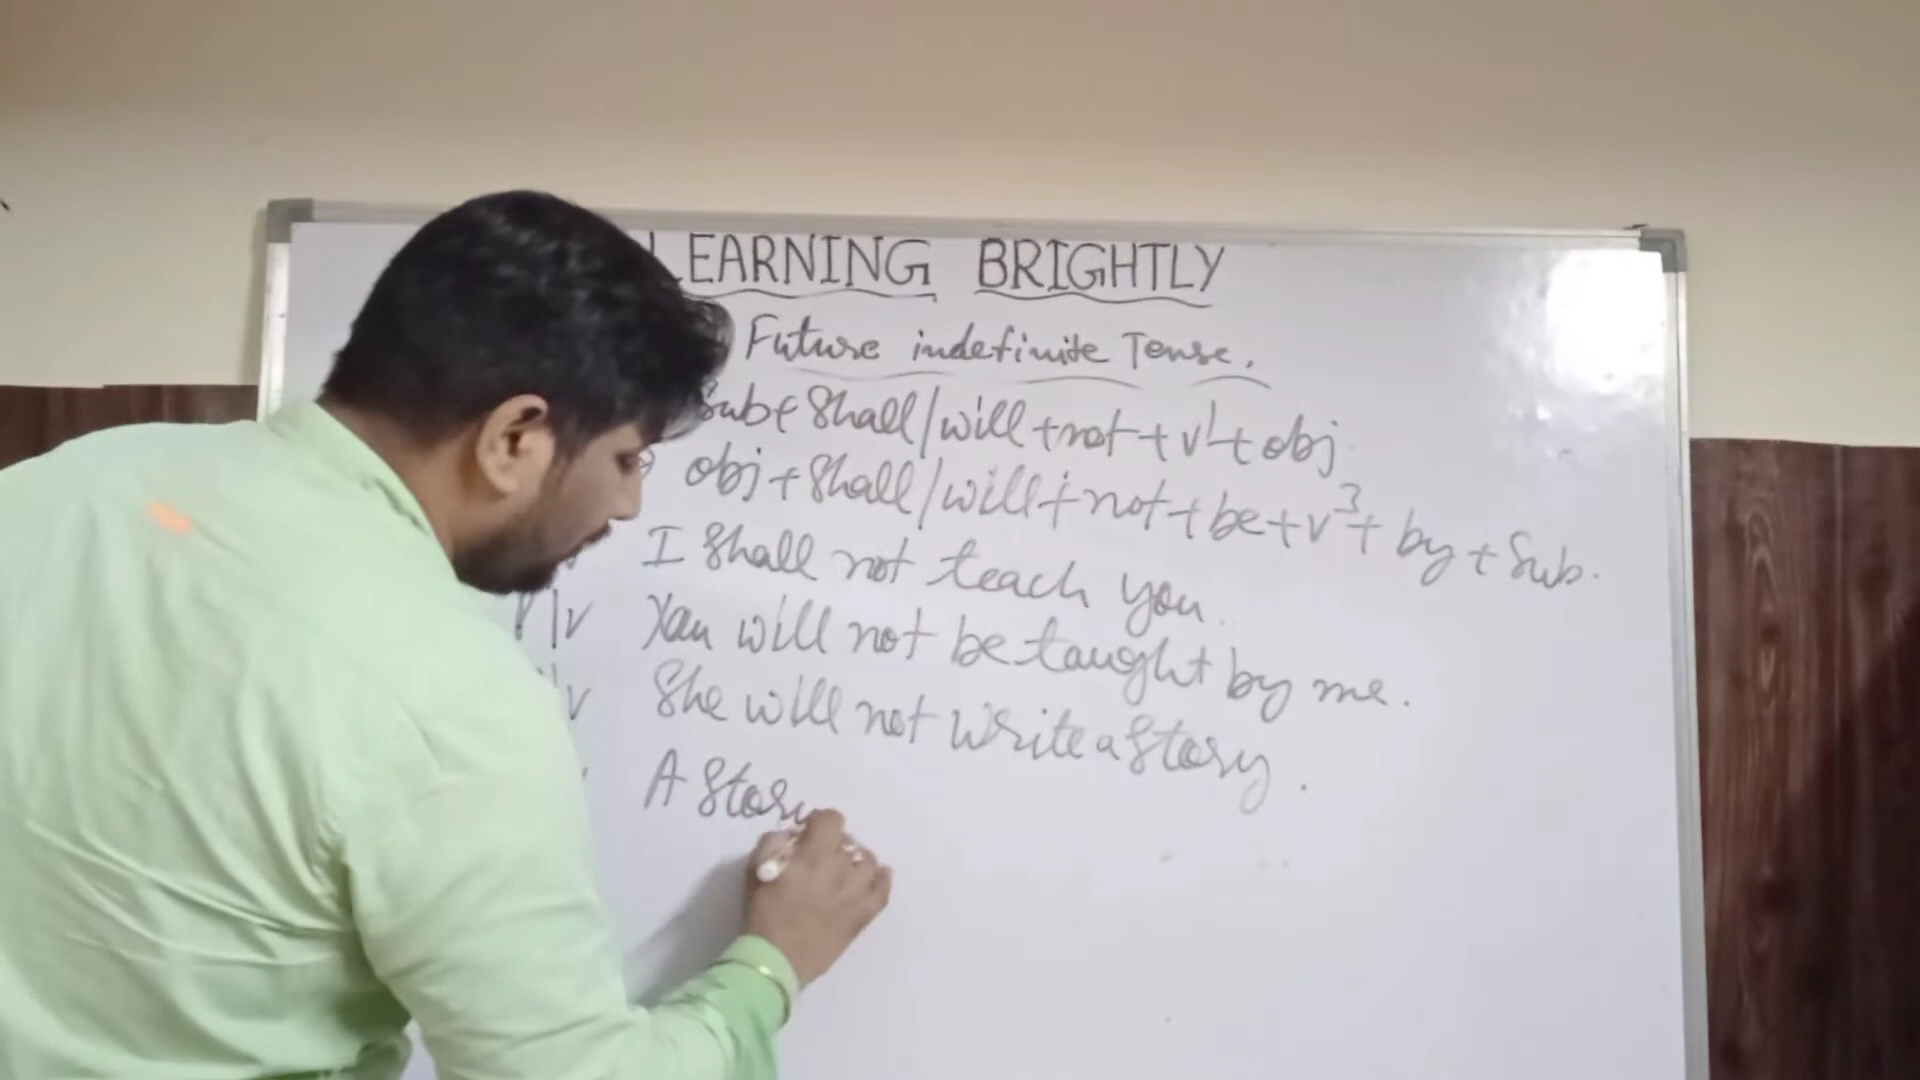 LEARNING BRIGHTLY
Future indefinite Tense.
Sub+Shall/will+not+v1+obj
obj+Shall/will+not+be+v3+by+Sub.
I Shall not teach you.
You will not be taught by me.
She will not write a Story.
A Story